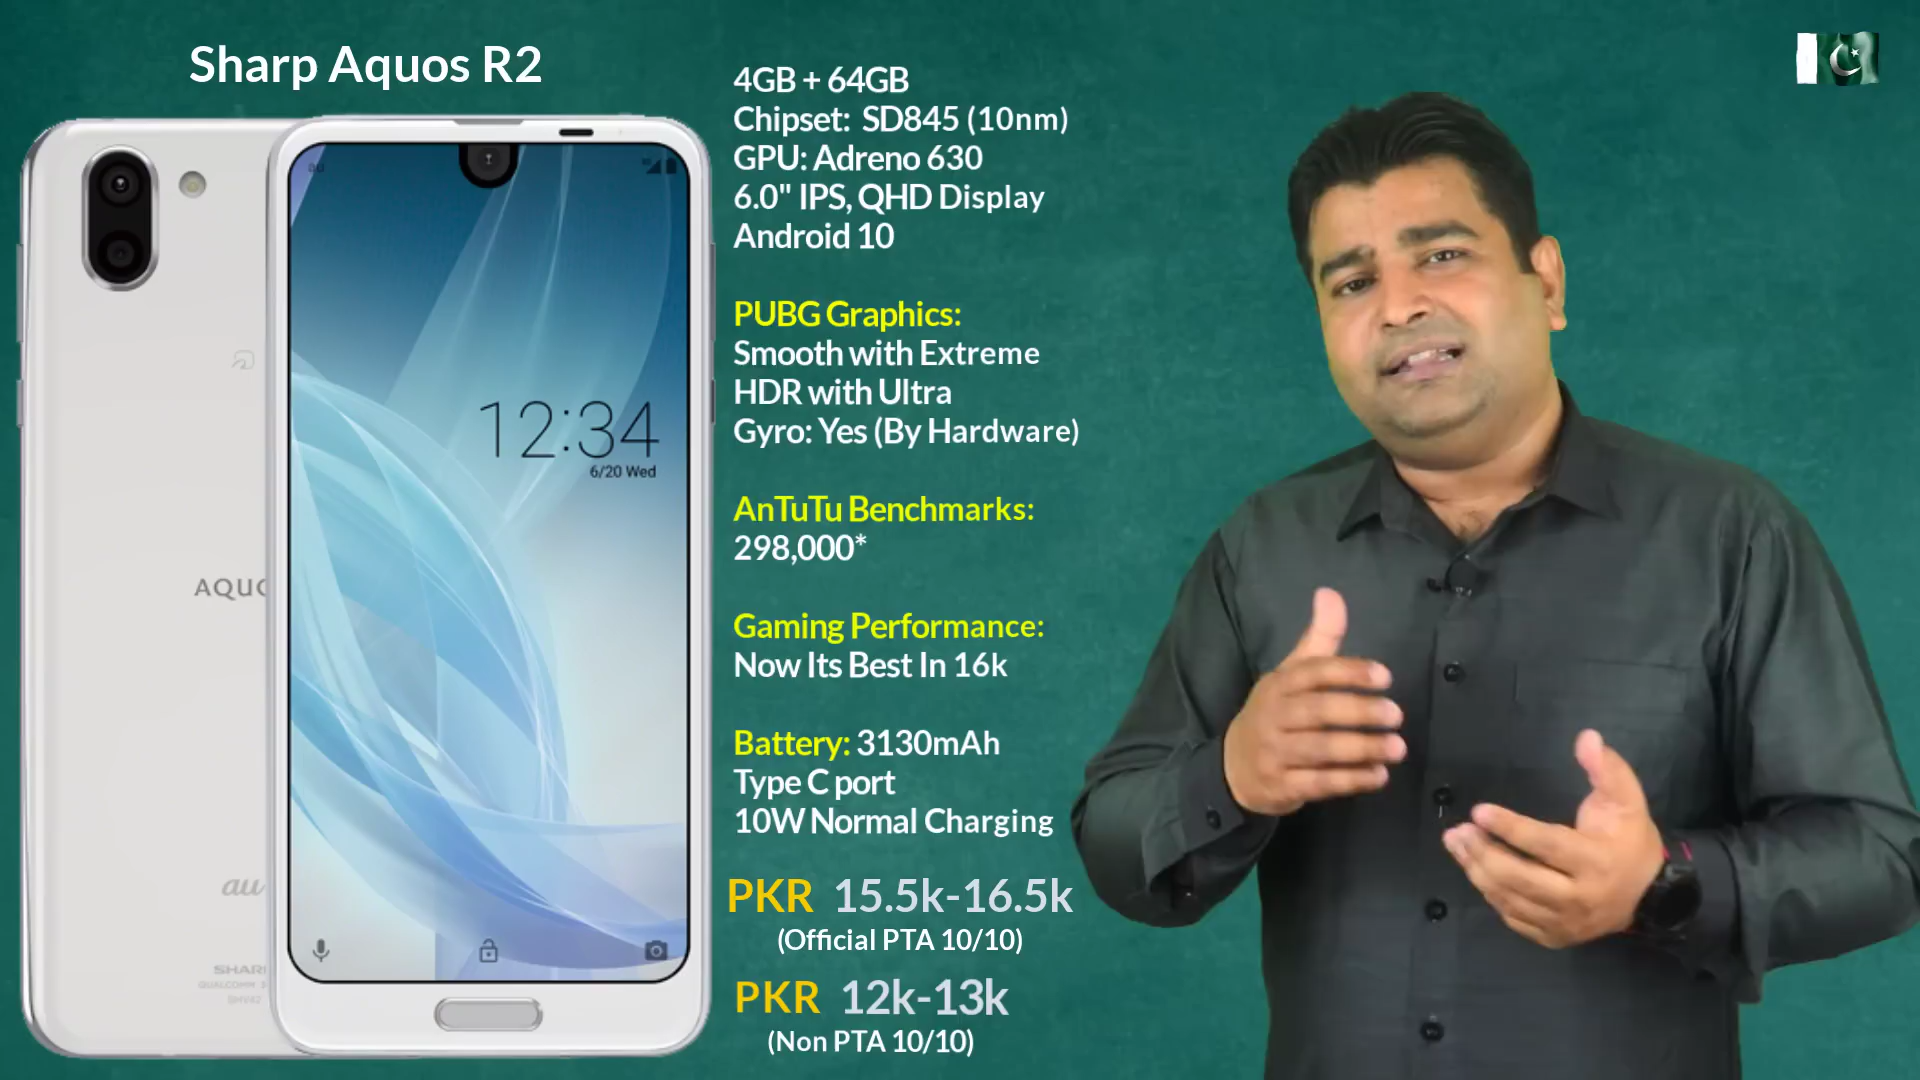 Sharp Aquos R2
4GB + 64GB
Chipset: SD845 (10nm)
GPU: Adreno 630
6.0" IPS, QHD Display
Android 10
PUBG Graphics:
Smooth with Extreme
HDR with Ultra
Gyro: Yes (By Hardware)
AnTuTu Benchmarks:
298,000*
Gaming Performance:
Now Its Best In 16k
Battery: 3130mAh
Type C port
10W Normal Charging
PKR 15.5k-16.5k
(Official PTA 10/10)
PKR 12k-13k
(Non PTA 10/10)
12:34
6/20 Wed
AQUO
au
SHAR
QUALCOMM